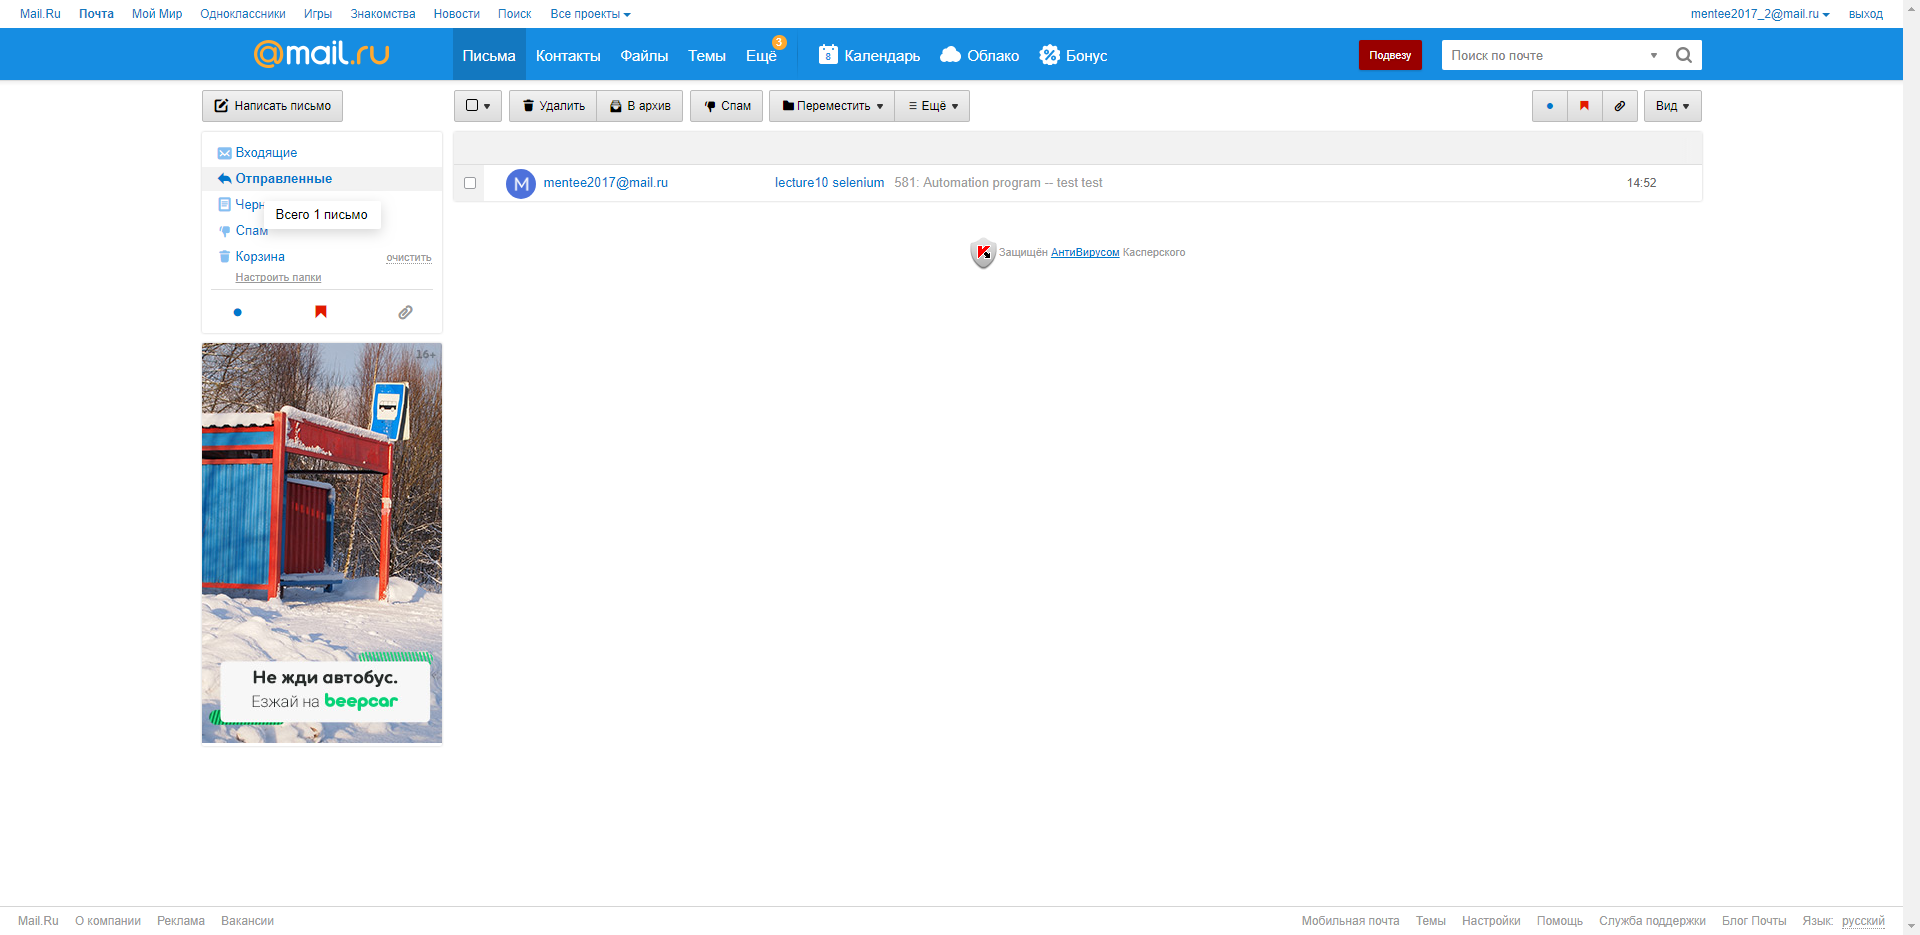 Mail.Ru Почта Мой Мир Одноклассники Игры Знакомства Новости Поиск Все проекты mentee2017_2@mail.ru выход
@mail.ru Письма Контакты Файлы Темы Ещё 3 8 Календарь Облако Бонус Подвезу Поиск по почте
Написать письмо Удалить В архив Спам Переместить Ещё Вид
Входящие
Отправленные
M mentee2017@mail.ru lecture10 selenium 581: Automation program -- test test 14:52
Черн
Всего 1 письмо
Спам
Корзина очистить
Настроить папки
Защищён АнтиВирусом Касперского
16+
Не жди автобус.
Езжай на beepcar
Mail.Ru О компании Реклама Вакансии Мобильная почта Темы Настройки Помощь Служба поддержки Блог Почты Язык: русский